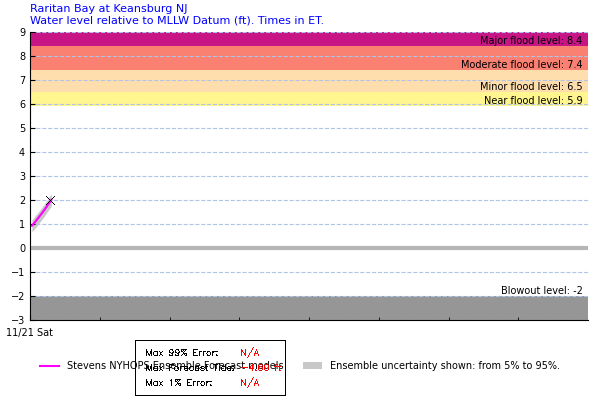 Raritan Bay at Keansburg NJ
Water level relative to MLLW Datum (ft). Times in ET.
9
Major flood level: 8.4
8
Moderate flood level: 7.4
7
Minor flood level: 6.5
Near flood level: 5.9
6
5
4
3
2
1
0
−1
Blowout level: -2
−2
−3
11/21 Sat
Max 99% Error: N/A
Stevens NYHOPS Ensemble Forecast models
Max Forecast Tide:
Ensemble uncertainty shown: from 5% to 95%.
Max 1% Error: N/A